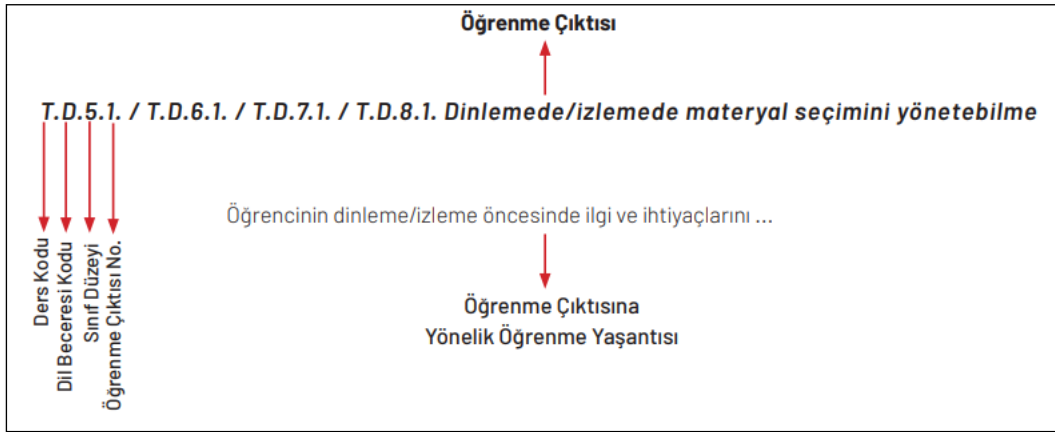 Öğrenme Çıktısı
T.D.5.1. / T.D.6.1. / T.D.7.1. / T.D.8.1. Dinlemede/izlemede materyal seçimini yönetebilme
Öğrencinin dinleme/izleme öncesinde ilgi ve ihtiyaçlarını ...
Ders Kodu
Dil Beceresi Kodu
Sınıf Düzeyi
Öğrenme Çıktısı No.
Öğrenme Çıktısına
Yönelik Öğrenme Yaşantısı